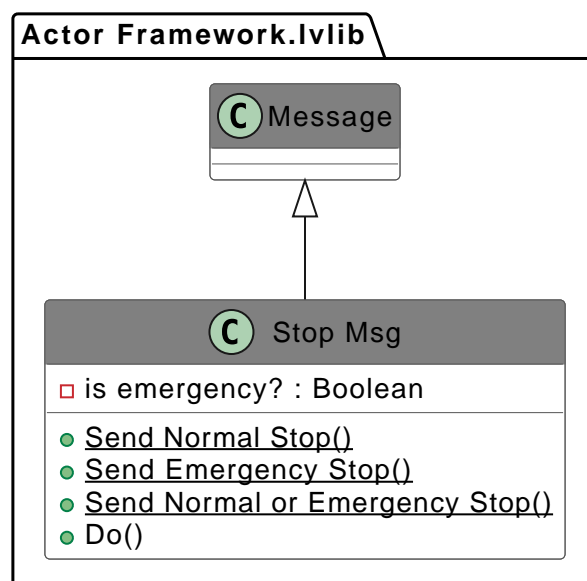 Actor Framework.lvlib
C Message
C Stop Msg
is emergency? : Boolean
Send Normal Stop()
Send Emergency Stop()
Send Normal or Emergency Stop()
Do()